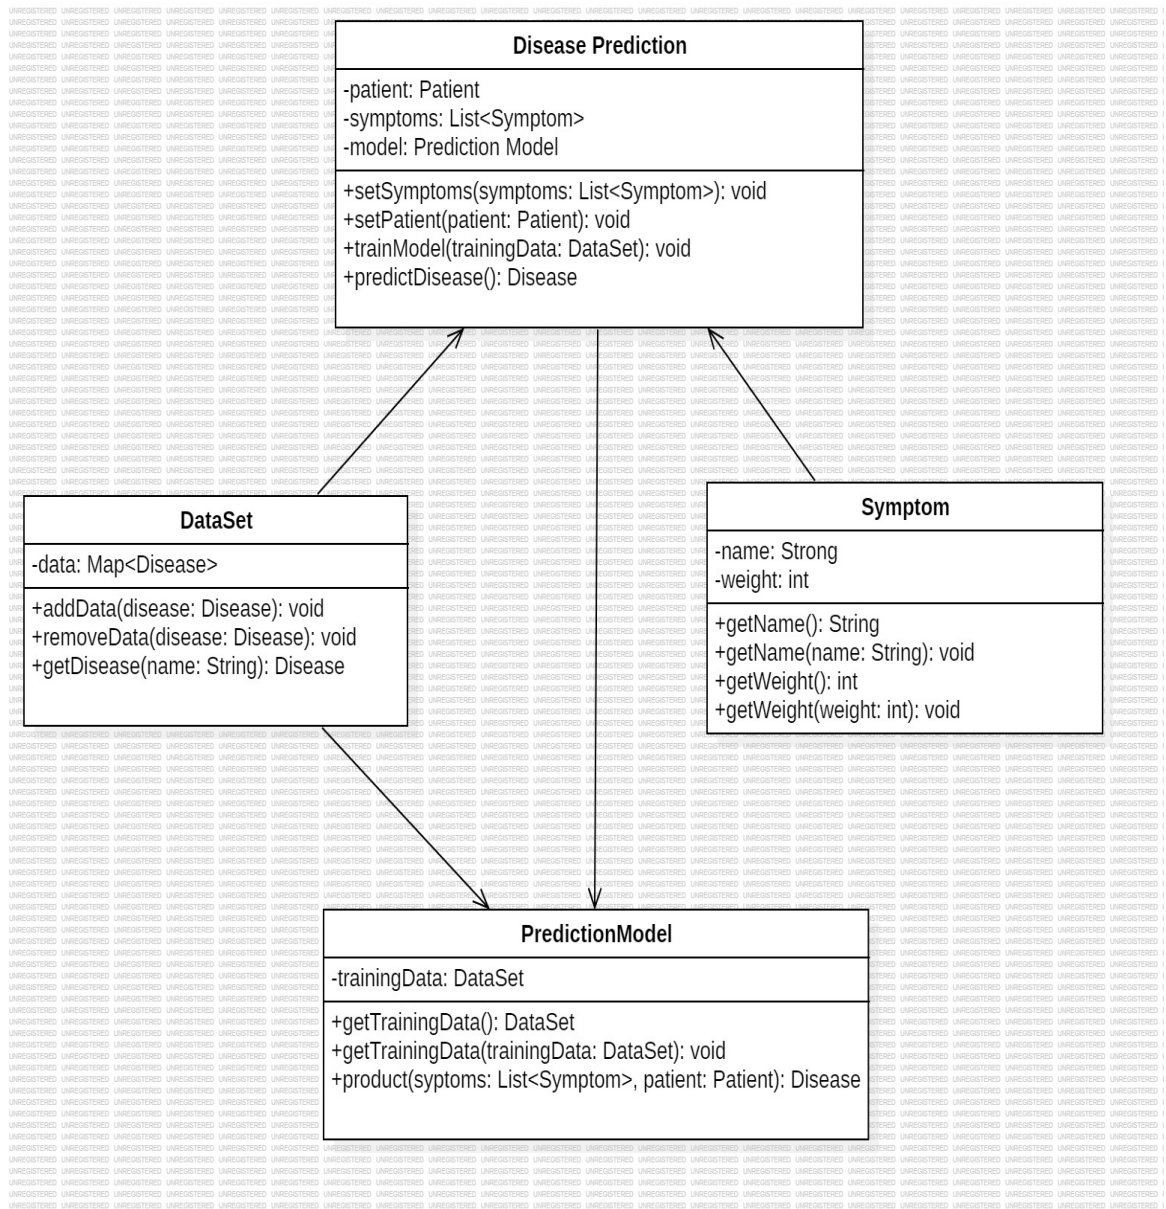 Disease Prediction
-patient: Patient
-symptoms: List<Symptom>
-model: Prediction Model
+setSymptoms(symptoms: List<Symptom>): void
+setPatient(patient: Patient): void
+trainModel(trainingData: DataSet): void
+predictDisease(): Disease
DataSet
-data: Map<Disease>
+addData(disease: Disease): void
+removeData(disease: Disease): void
+getDisease(name: String): Disease
Symptom
-name: Strong
-weight: int
+getName(): String
+getName(name: String): void
+getWeight(): int
+getWeight(weight: int): void
PredictionModel
-trainingData: DataSet
+getTrainingData(): DataSet
+getTrainingData(trainingData: DataSet): void
+product(syptoms: List<Symptom>, patient: Patient): Disease
UNREGISTERED